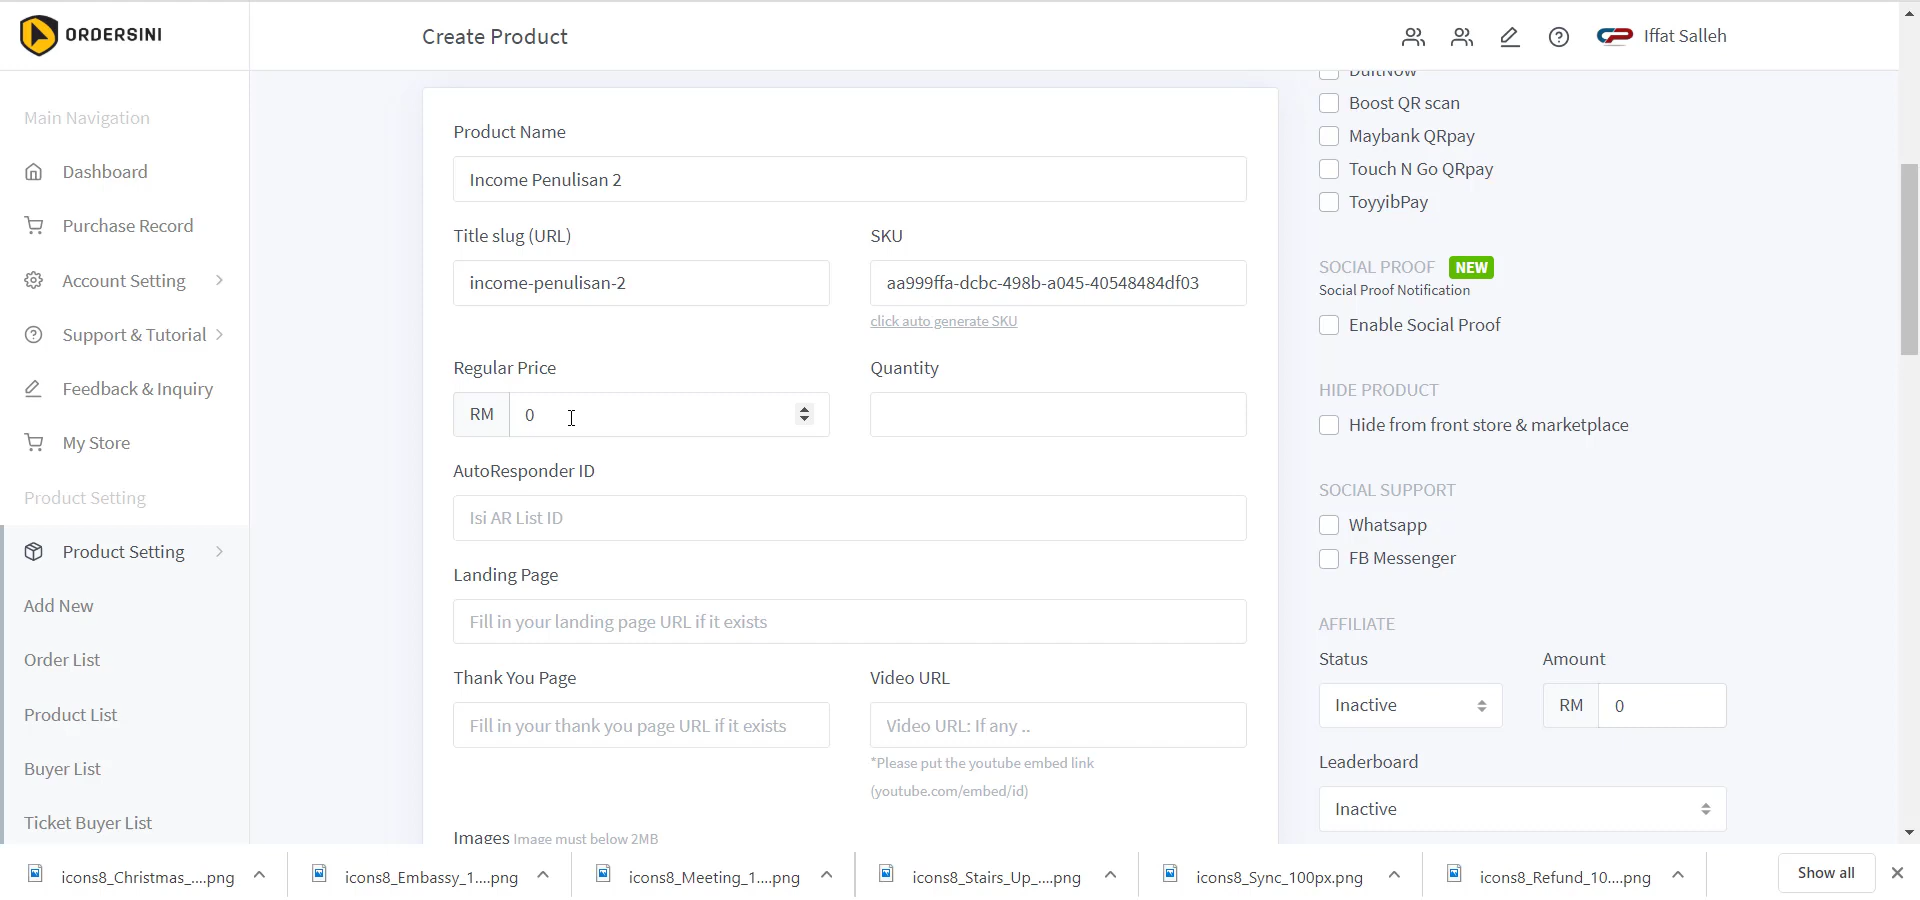 ORDERSINI
Create Product
Iffat Salleh
Main Navigation
Dashboard
Purchase Record
Account Setting
Support & Tutorial
Feedback & Inquiry
My Store
Product Setting
Product Setting
Add New
Order List
Product List
Buyer List
Ticket Buyer List
Product Name
Income Penulisan 2
Title slug (URL)
SKU
income-penulisan-2
aa999ffa-dcbc-498b-a045-40548484df03
click auto generate SKU
Regular Price
Quantity
RM 0
AutoResponder ID
Isi AR List ID
Landing Page
Fill in your landing page URL if it exists
Thank You Page
Video URL
Fill in your thank you page URL if it exists
Video URL: If any ..
*Please put the youtube embed link
(youtube.com/embed/id)
Images Image must below 2MB
DuitNow
Boost QR scan
Maybank QRpay
Touch N Go QRpay
ToyyibPay
SOCIAL PROOF NEW
Social Proof Notification
Enable Social Proof
HIDE PRODUCT
Hide from front store & marketplace
SOCIAL SUPPORT
Whatsapp
FB Messenger
AFFILIATE
Status
Amount
Inactive
RM 0
Leaderboard
Inactive
icons8_Christmas_....png
icons8_Embassy_1....png
icons8_Meeting_1....png
icons8_Stairs_Up_....png
icons8_Sync_100px.png
icons8_Refund_10....png
Show all